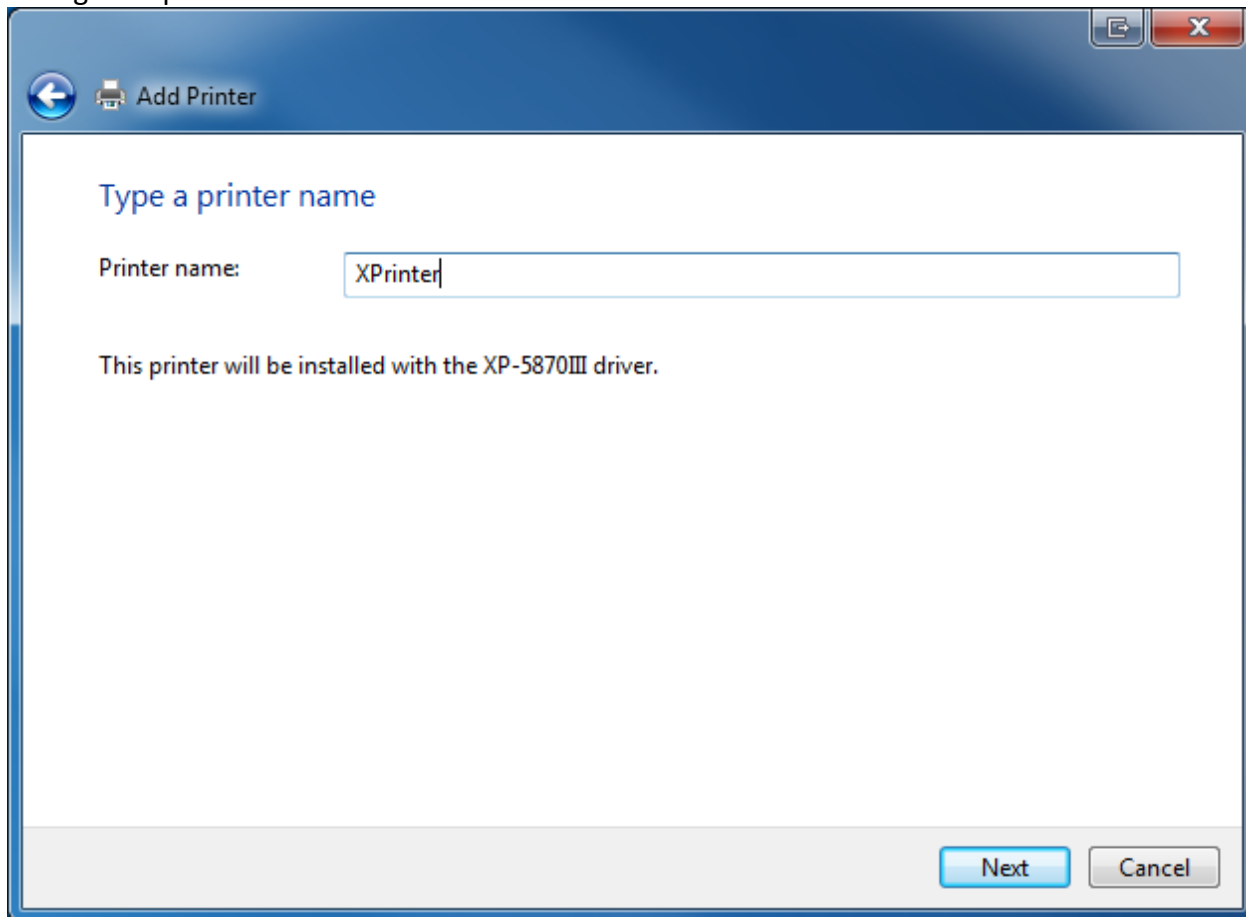 Add Printer
Type a printer name
Printer name: XPrinter
This printer will be installed with the XP-5870Ⅲ driver.
Next Cancel